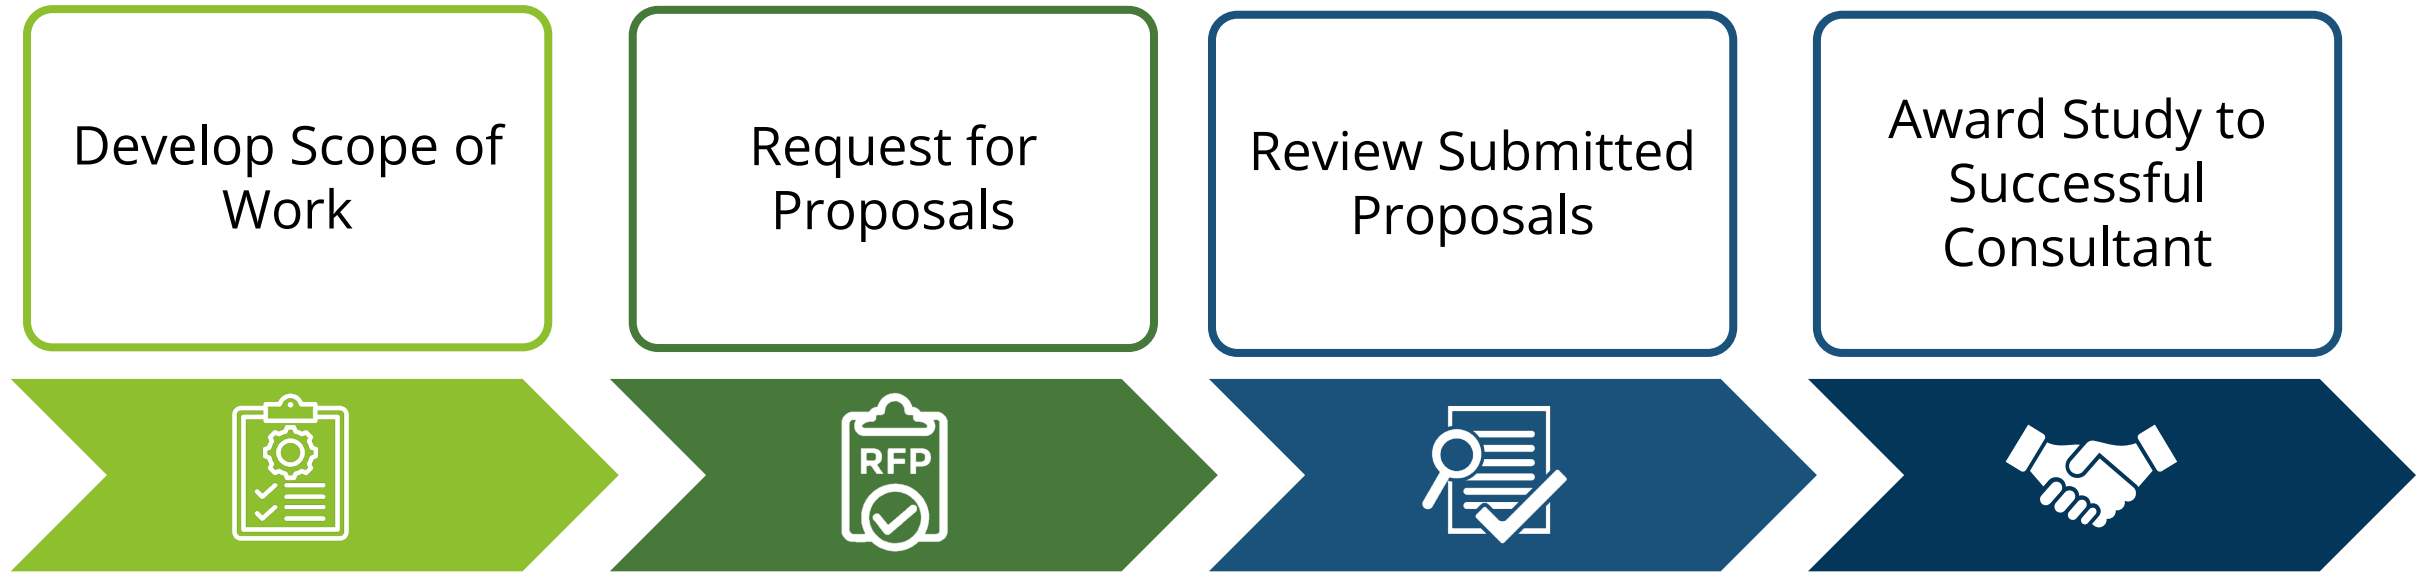 Develop Scope of
Work
Request for
Proposals
Review Submitted
Proposals
Award Study to
Successful
Consultant
RFP